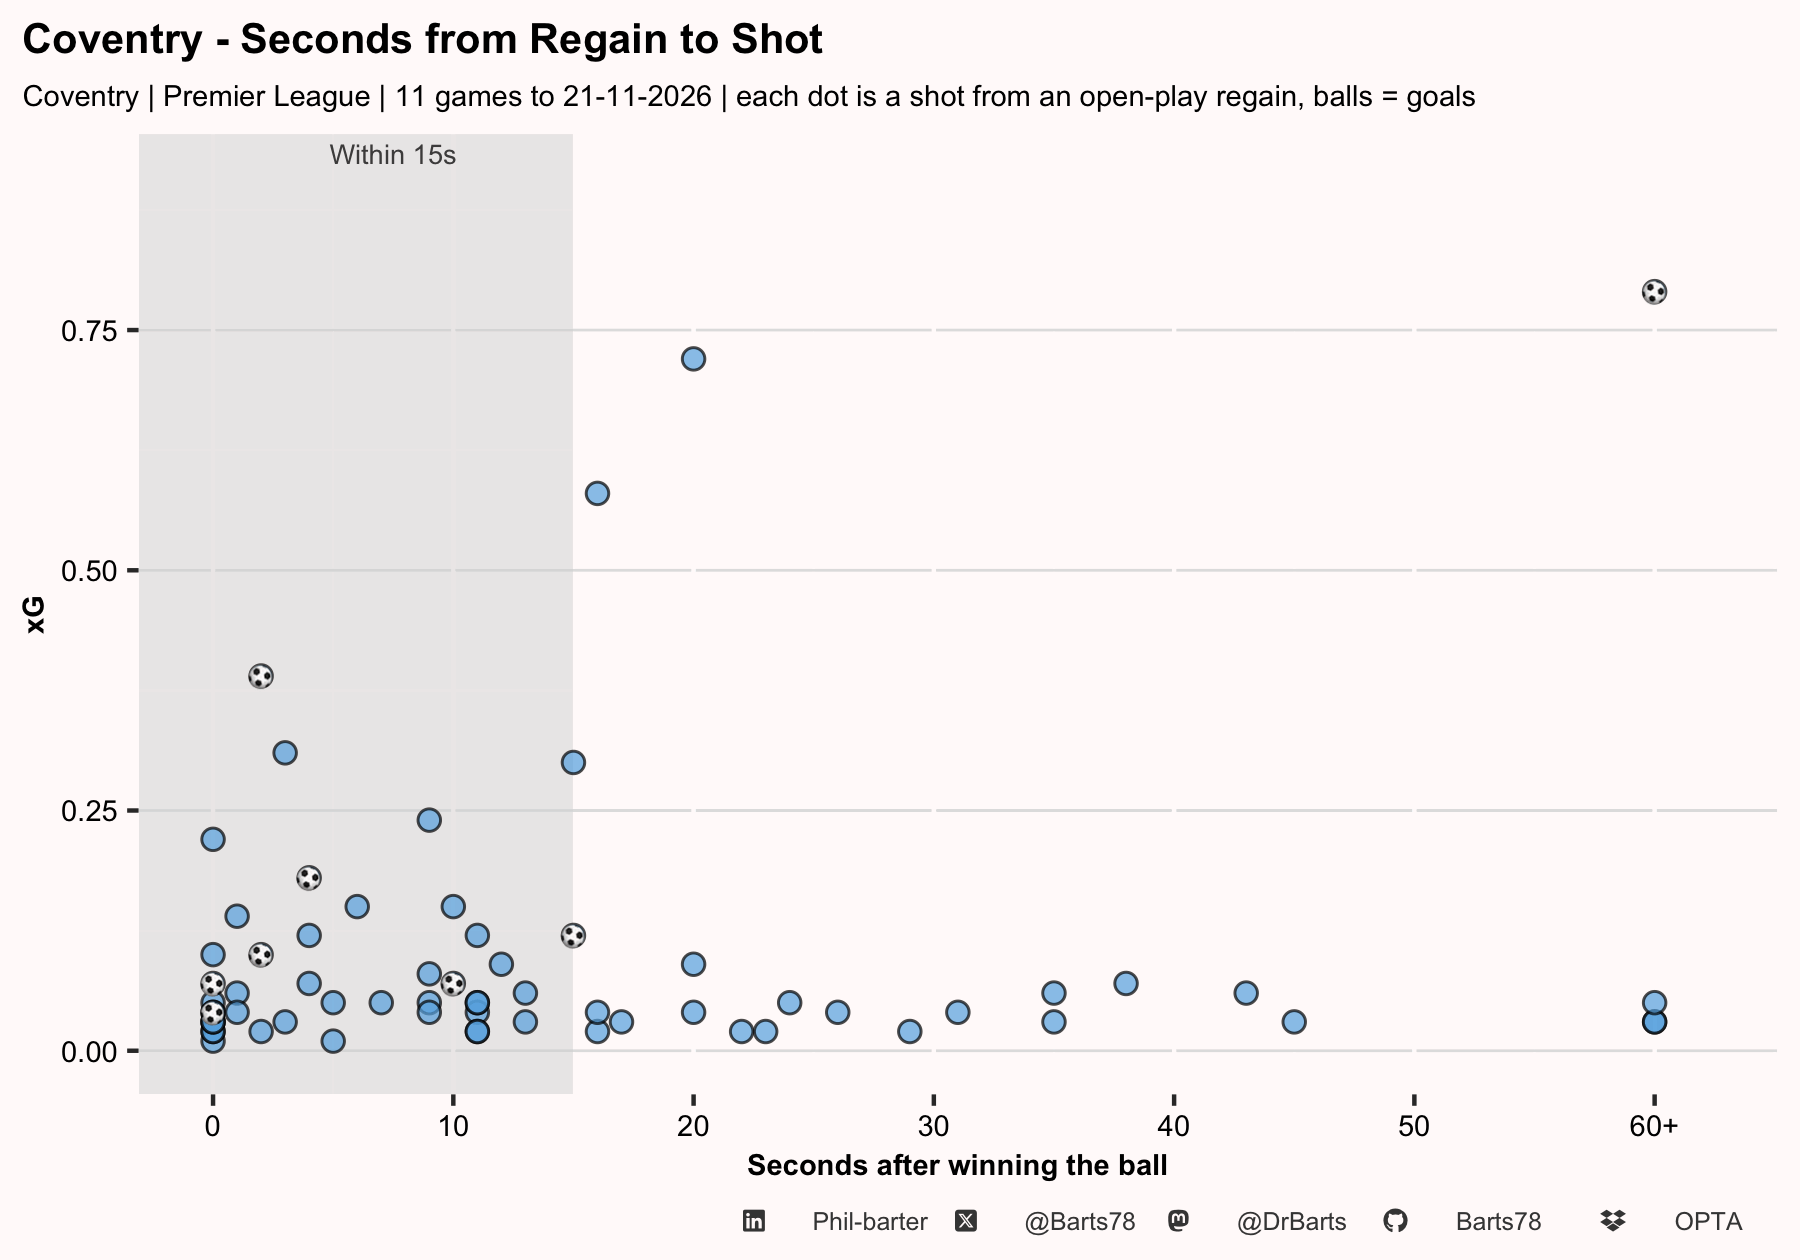 Coventry - Seconds from Regain to Shot
Coventry | Premier League | 11 games to 21-11-2026 | each dot is a shot from an open-play regain, balls = goals
Within 15s
0.75
0.50
0.25
0.00
xG
0 10 20 30 40 50 60+
Seconds after winning the ball
Phil-barter @Barts78 @DrBarts Barts78 OPTA